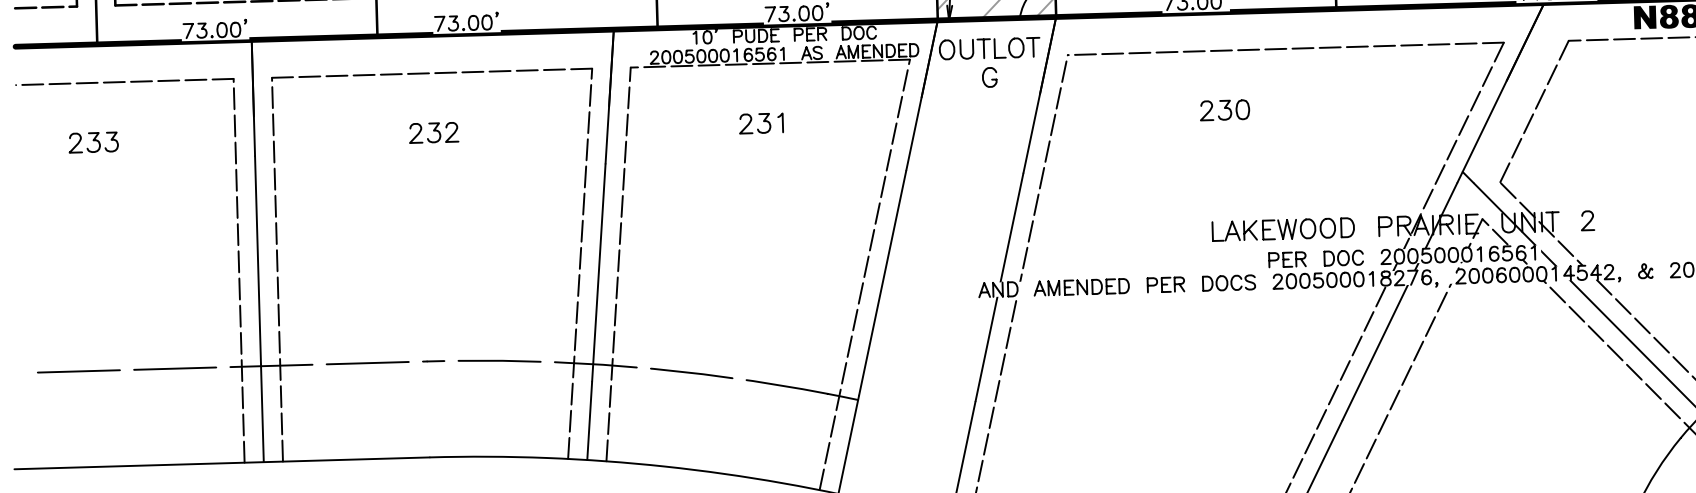 73.00'
73.00'
73.00'
73.00
N88
10' PUDE PER DOC
200500016561 AS AMENDED
OUTLOT
G
233
232
231
230
LAKEWOOD PRAIRIE UNIT 2
PER DOC 200500016561
AND AMENDED PER DOCS 200500018276, 200600014542, & 20